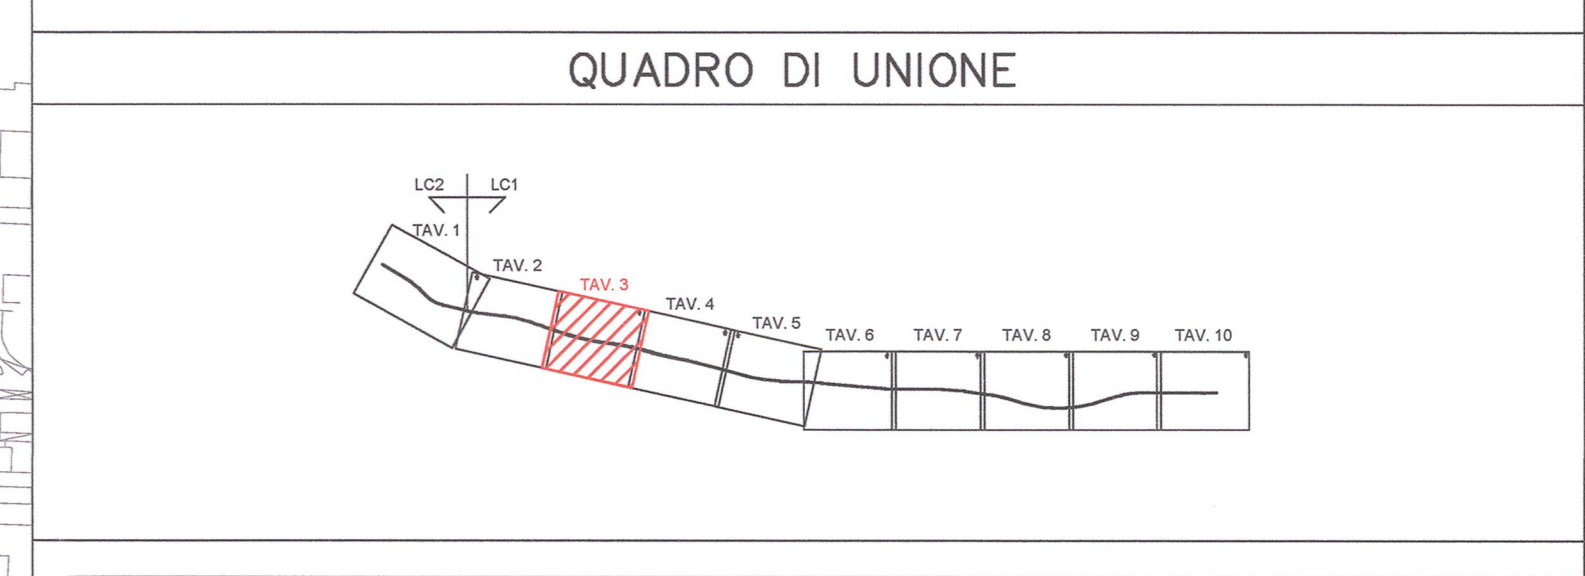 QUADRO DI UNIONE
LC2 LC1
TAV. 1
TAV. 2
TAV. 3
TAV. 4
TAV. 5
TAV. 6 TAV. 7 TAV. 8 TAV. 9 TAV. 10